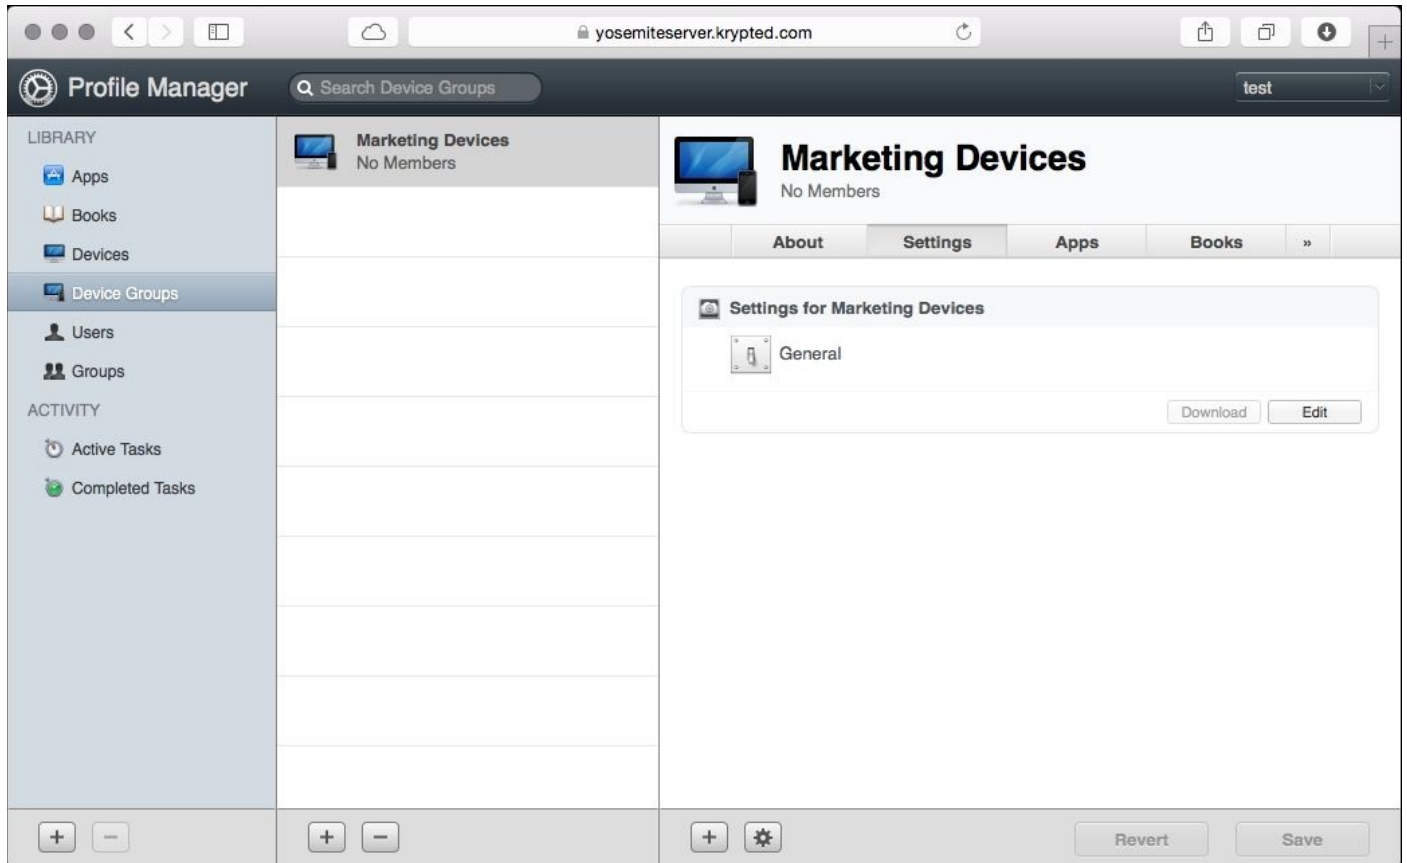 yosemiteserver.krypted.com
Profile Manager
Search Device Groups
test
LIBRARY
Apps
Books
Devices
Device Groups
Users
Groups
ACTIVITY
Active Tasks
Completed Tasks
Marketing Devices
No Members
Marketing Devices
No Members
About Settings Apps Books »
Settings for Marketing Devices
General
Download Edit
Revert Save